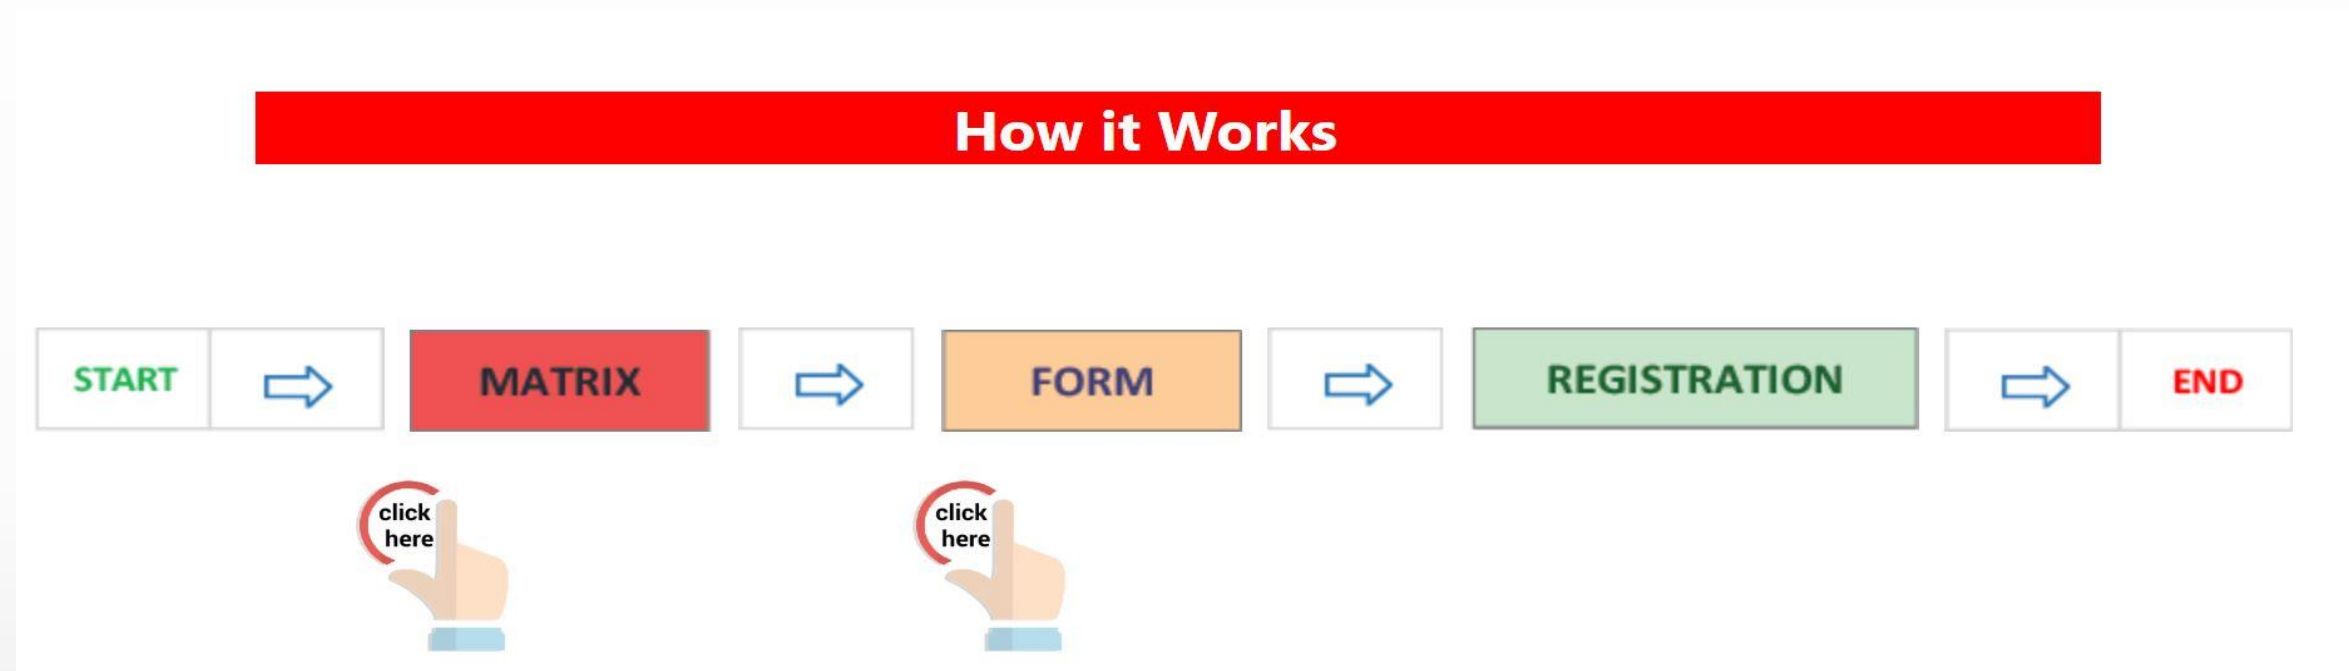 How it Works
START
MATRIX
FORM
REGISTRATION
END
click
here
click
here